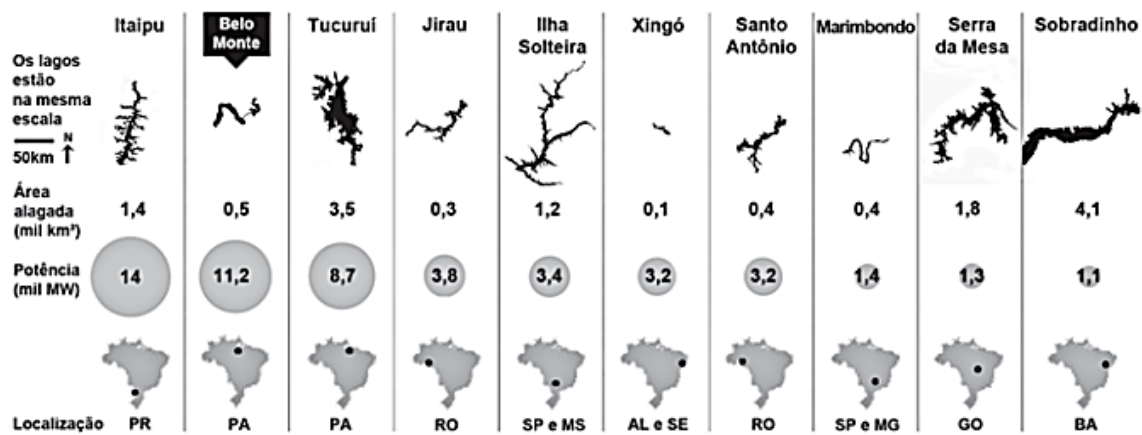 Itaipu
Belo
Monte
Tucuruí
Jirau
Ilha
Solteira
Xingó
Santo
Antônio
Marimbondo
Serra
da Mesa
Sobradinho
Os lagos
estão
na mesma
escala
50km
N
Área
alagada
(mil km²)
1,4
0,5
3,5
0,3
1,2
0,1
0,4
0,4
1,8
4,1
Potência
(mil MW)
14
11,2
8,7
3,8
3,4
3,2
3,2
1,4
1,3
1,1
Localização
PR
PA
PA
RO
SP e MS
AL e SE
RO
SP e MG
GO
BA